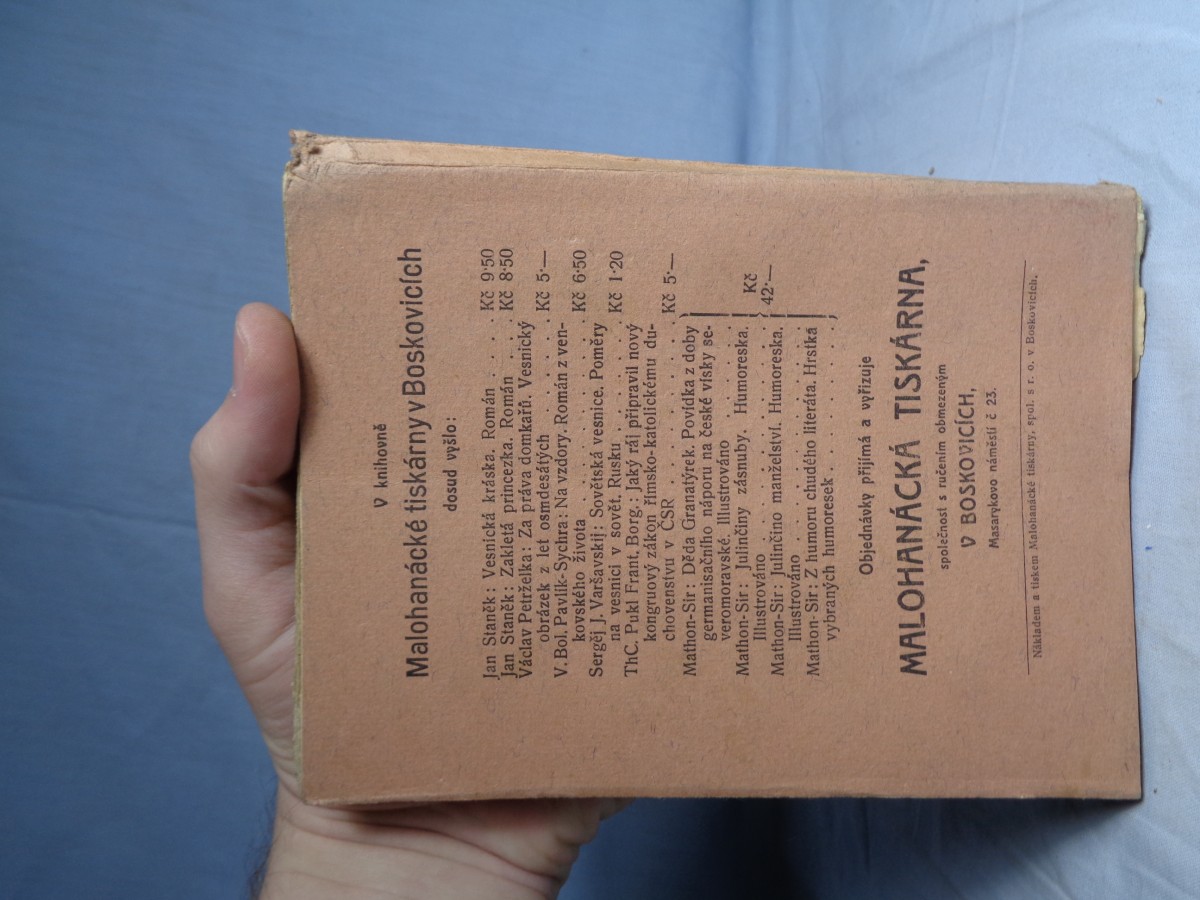 V knihovně
Malohanácké tiskárny v Boskovicích
dosud vyšlo:
Jan Staněk: Vesnická kráska. Román . . . Kč 9·50
Jan Staněk: Zakletá princezka. Román . . Kč 8·50
Václav Petrželka: Za práva domkařů. Vesnický
obrázek z let osmdesátých . . . . . . . Kč 5·—
V. Bol. Pavlík-Sychra: Na vzdory. Román z ven-
kovského života . . . . . . . . . . Kč 6·50
Sergěj J. Varšavskij: Sovětská vesnice. Poměry
na vesnici v sovět. Rusku . . . . . . . Kč 1·20
ThC. Pukl Frant. Borg.: Jaký ráj připravil nový
kongruový zákon římsko-katolickému du-
chovenstvu v ČSR . . . . . . . . . . Kč 5·—
Mathon-Sir: Děda Granatýrek. Povídka z doby
germanisačního náporu na české vísky se-
veromoravské. Illustrováno . . . . . . .
Mathon-Sir: Julinčiny zásnuby. Humoreska.
Illustrováno . . . . . . . . . . . . Kč
Mathon-Sir: Julinčino manželství. Humoreska. 42·—
Illustrováno . . . . . . . . . . . .
Mathon-Sir: Z humoru chudého literáta. Hrstka
vybraných humoresek . . . . . . . . .
Objednávky přijímá a vyřizuje
MALOHANÁCKÁ TISKÁRNA,
společnost s ručením obmezeným
V BOSKOVICÍCH,
Masarykovo náměstí č 23.
Nákladem a tiskem Malohanácké tiskárny, spol. s r. o. v Boskovicích.